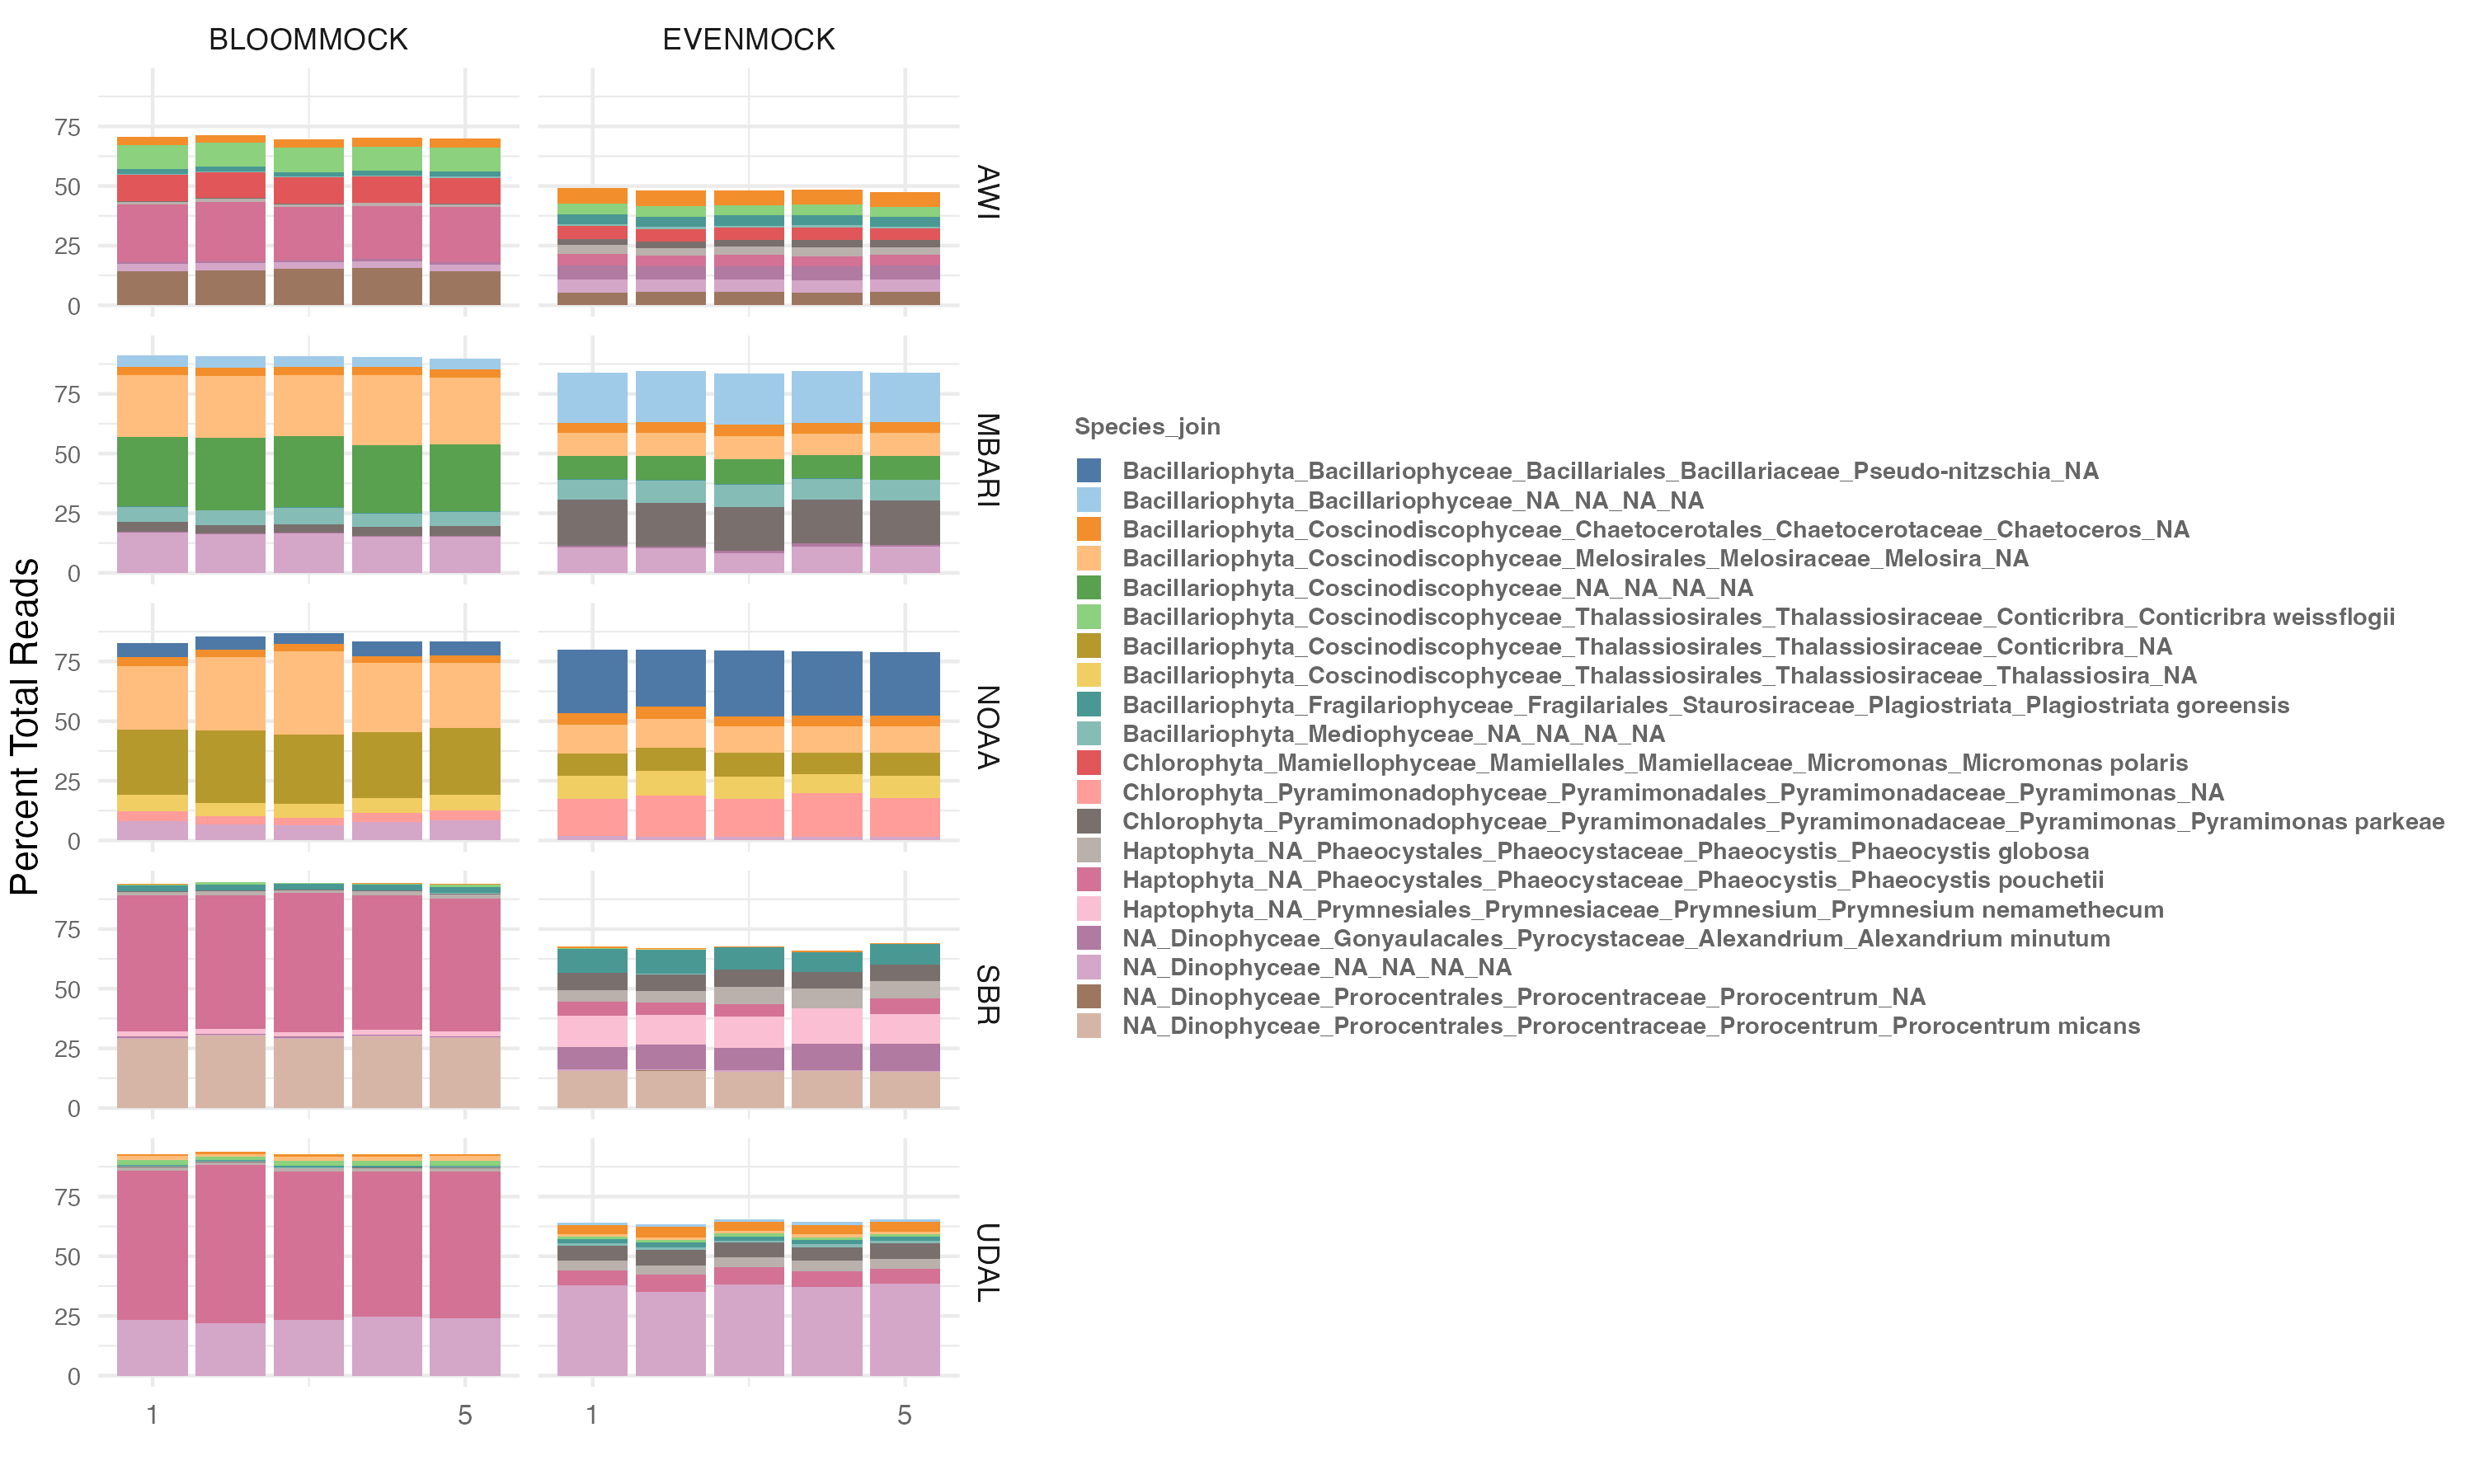 BLOOMMOCK
EVENMOCK
75
50
25
0
AWI
75
50
25
0
MBARI
75
50
25
0
NOAA
75
50
25
0
SBR
75
50
25
0
UDAL
1
5
1
5
Percent Total Reads
Species_join
Bacillariophyta_Bacillariophyceae_Bacillariales_Bacillariaceae_Pseudo-nitzschia_NA
Bacillariophyta_Bacillariophyceae_NA_NA_NA_NA
Bacillariophyta_Coscinodiscophyceae_Chaetocerotales_Chaetocerotaceae_Chaetoceros_NA
Bacillariophyta_Coscinodiscophyceae_Melosirales_Melosiraceae_Melosira_NA
Bacillariophyta_Coscinodiscophyceae_NA_NA_NA_NA
Bacillariophyta_Coscinodiscophyceae_Thalassiosirales_Thalassiosiraceae_Conticribra_Conticribra weissflogii
Bacillariophyta_Coscinodiscophyceae_Thalassiosirales_Thalassiosiraceae_Conticribra_NA
Bacillariophyta_Coscinodiscophyceae_Thalassiosirales_Thalassiosiraceae_Thalassiosira_NA
Bacillariophyta_Fragilariophyceae_Fragilariales_Staurosiraceae_Plagiostriata_Plagiostriata goreensis
Bacillariophyta_Mediophyceae_NA_NA_NA_NA
Chlorophyta_Mamiellophyceae_Mamiellales_Mamiellaceae_Micromonas_Micromonas polaris
Chlorophyta_Pyramimonadophyceae_Pyramimonadales_Pyramimonadaceae_Pyramimonas_NA
Chlorophyta_Pyramimonadophyceae_Pyramimonadales_Pyramimonadaceae_Pyramimonas_Pyramimonas parkeae
Haptophyta_NA_Phaeocystales_Phaeocystaceae_Phaeocystis_Phaeocystis globosa
Haptophyta_NA_Phaeocystales_Phaeocystaceae_Phaeocystis_Phaeocystis pouchetii
Haptophyta_NA_Prymnesiales_Prymnesiaceae_Prymnesium_Prymnesium nemamethecum
NA_Dinophyceae_Gonyaulacales_Pyrocystaceae_Alexandrium_Alexandrium minutum
NA_Dinophyceae_NA_NA_NA_NA
NA_Dinophyceae_Prorocentrales_Prorocentraceae_Prorocentrum_NA
NA_Dinophyceae_Prorocentrales_Prorocentraceae_Prorocentrum_Prorocentrum micans